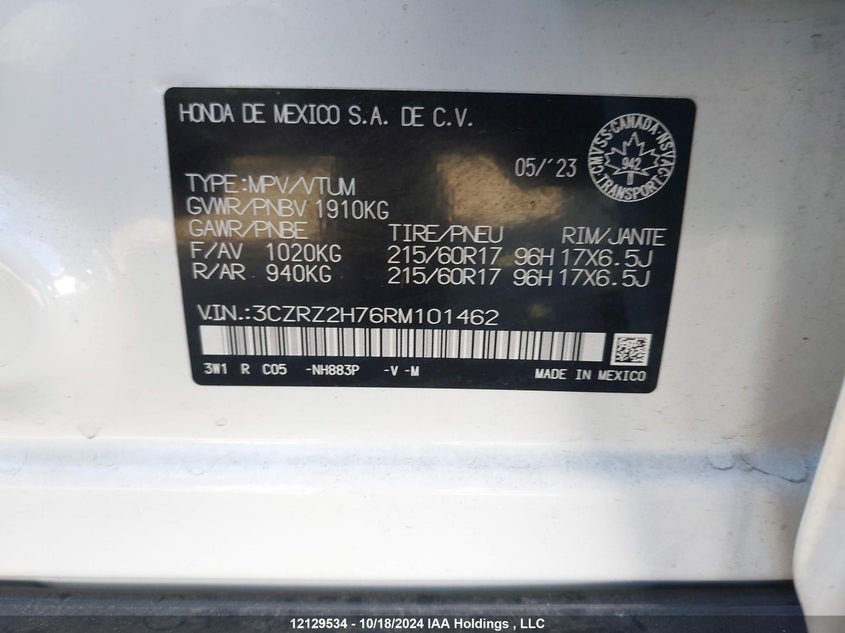 HONDA DE MEXICO S.A. DE C.V.
05/'23
CMVSS·CANADA·NSVAC
942
TRANSPORT
TYPE:MPV/VTUM
GVWR/PNBV 1910KG
GAWR/PNBE TIRE/PNEU RIM/JANTE
F/AV 1020KG 215/60R17 96H 17X6.5J
R/AR 940KG 215/60R17 96H 17X6.5J
V.IN.:3CZRZ2H76RM101462
3W1 R C05 -NH883P -V -M MADE IN MEXICO
12129534 - 10/18/2024 IAA Holdings , LLC